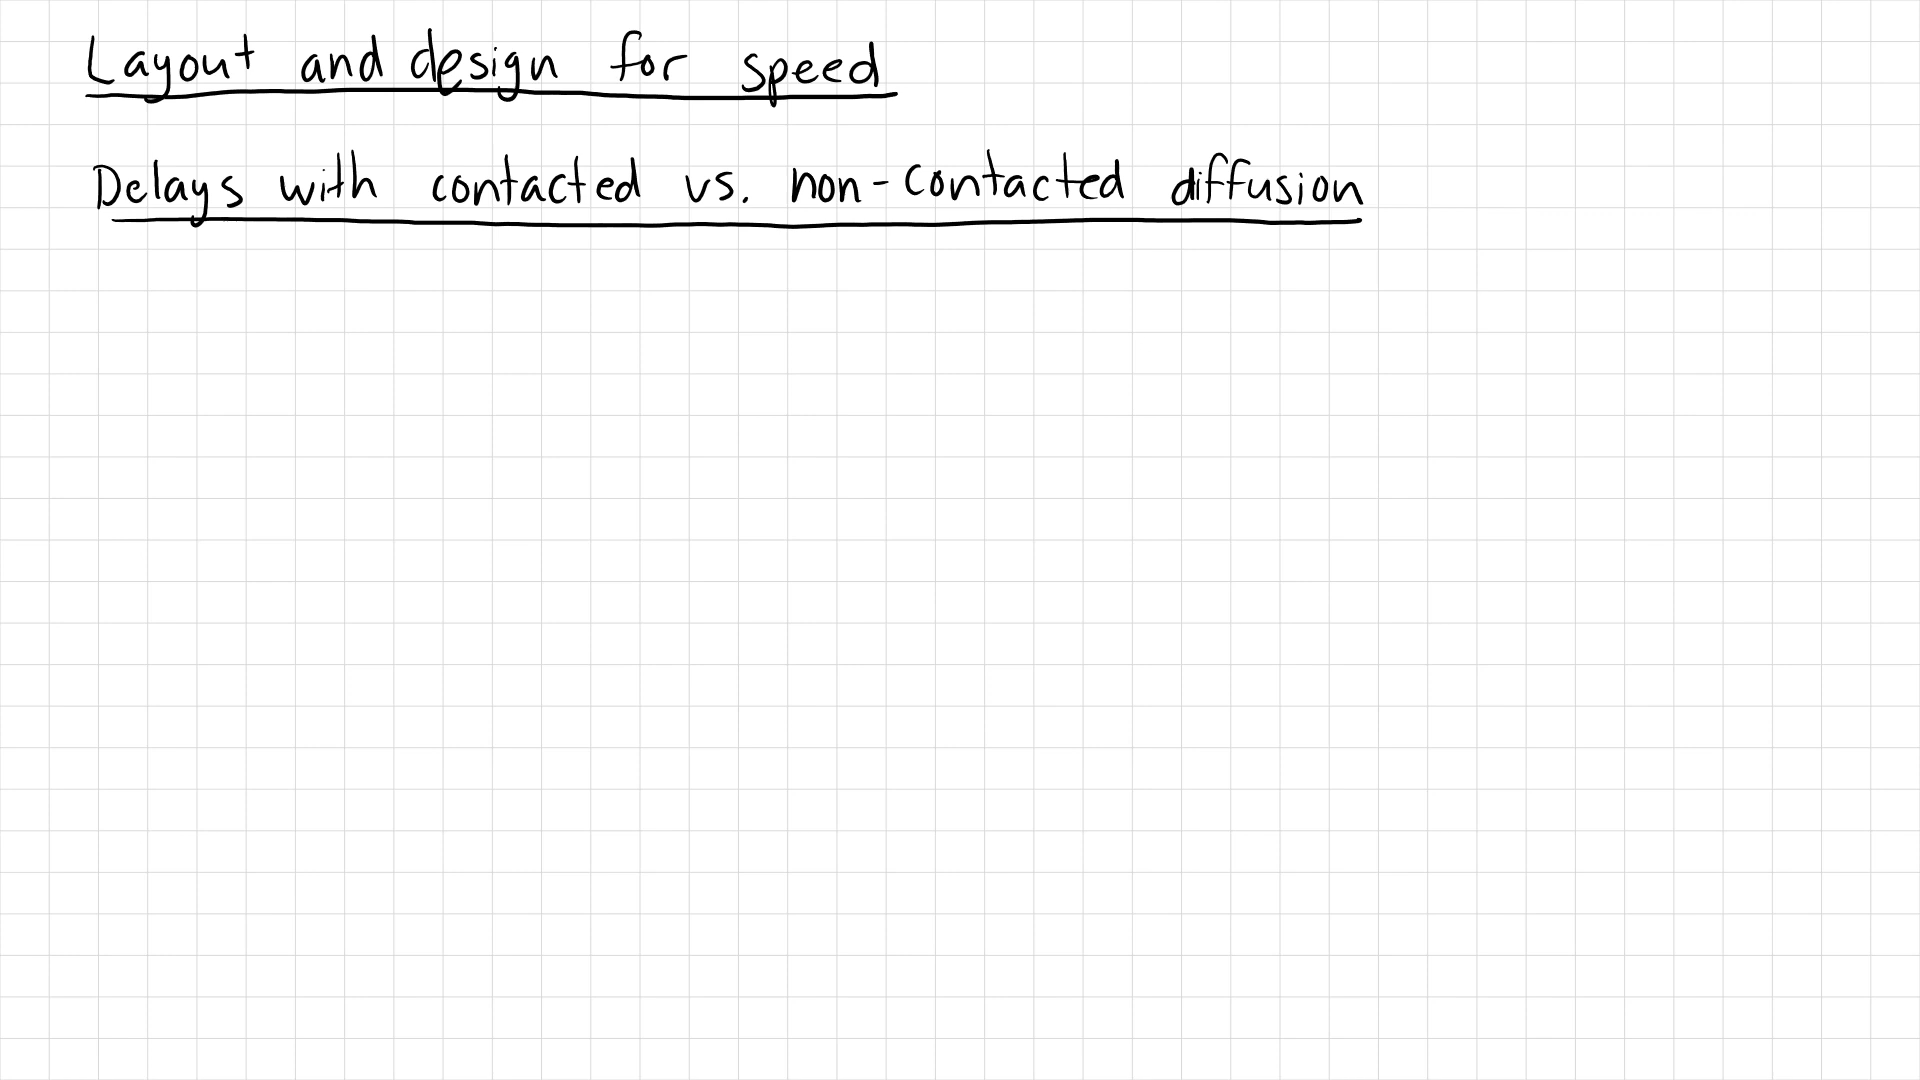 Layout and design for speed
Delays with contacted vs. non-contacted diffusion